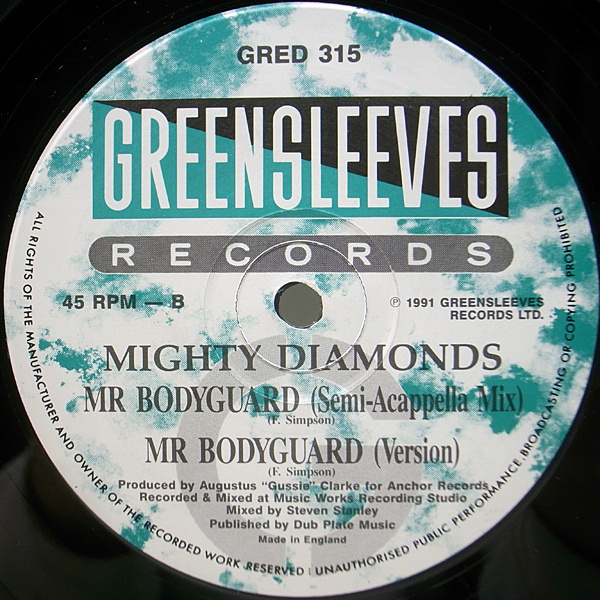 GRED 315
GREENSLEEVES
RECORDS
45 RPM — B
℗ 1991 GREENSLEEVES
RECORDS LTD.
MIGHTY DIAMONDS
MR BODYGUARD (Semi-Acappella Mix)
(F. Simpson)
MR BODYGUARD (Version)
(F. Simpson)
Produced by Augustus "Gussie" Clarke for Anchor Records
Recorded & Mixed at Music Works Recording Studio
Mixed by Steven Stanley
Published by Dub Plate Music
Made in England
ALL RIGHTS OF THE MANUFACTURER AND OWNER OF THE RECORDED WORK RESERVED | UNAUTHORISED PUBLIC PERFORMANCE BROADCASTING OR COPYING PROHIBITED